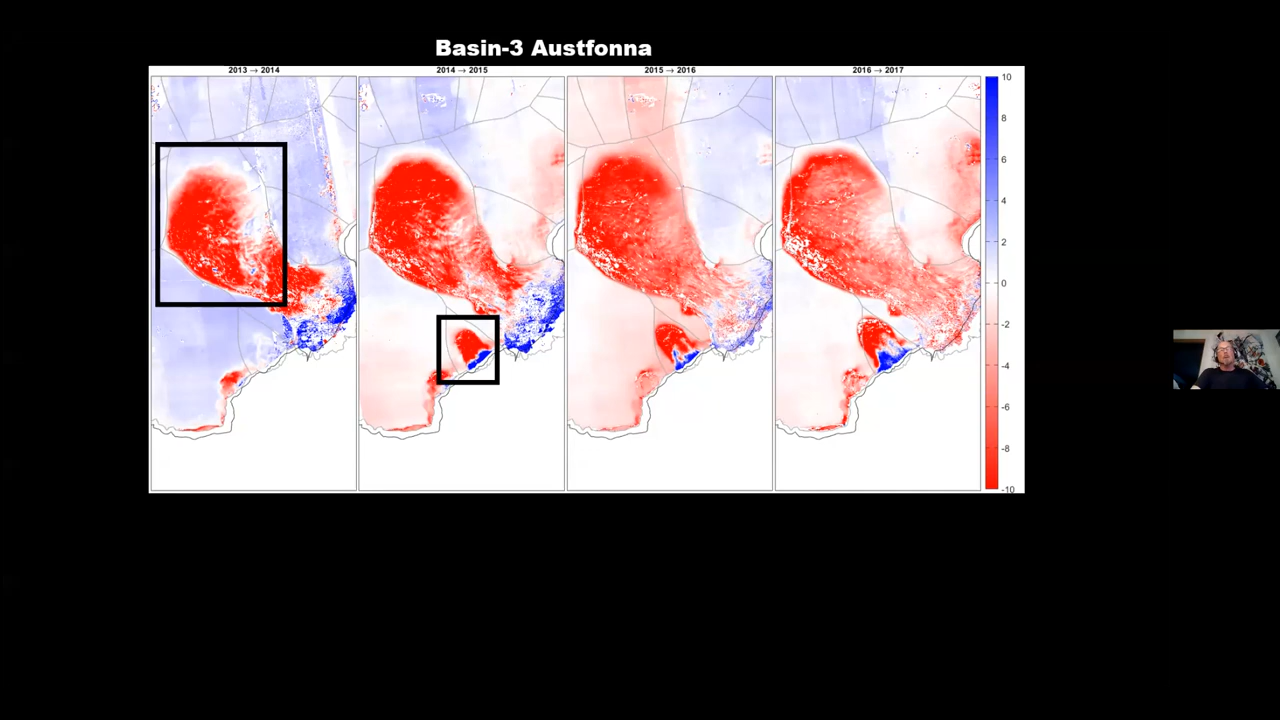 Basin-3 Austfonna
2013 → 2014
2014 → 2015
2015 → 2016
2016 → 2017
10
8
6
4
2
0
-2
-4
-6
-8
-10